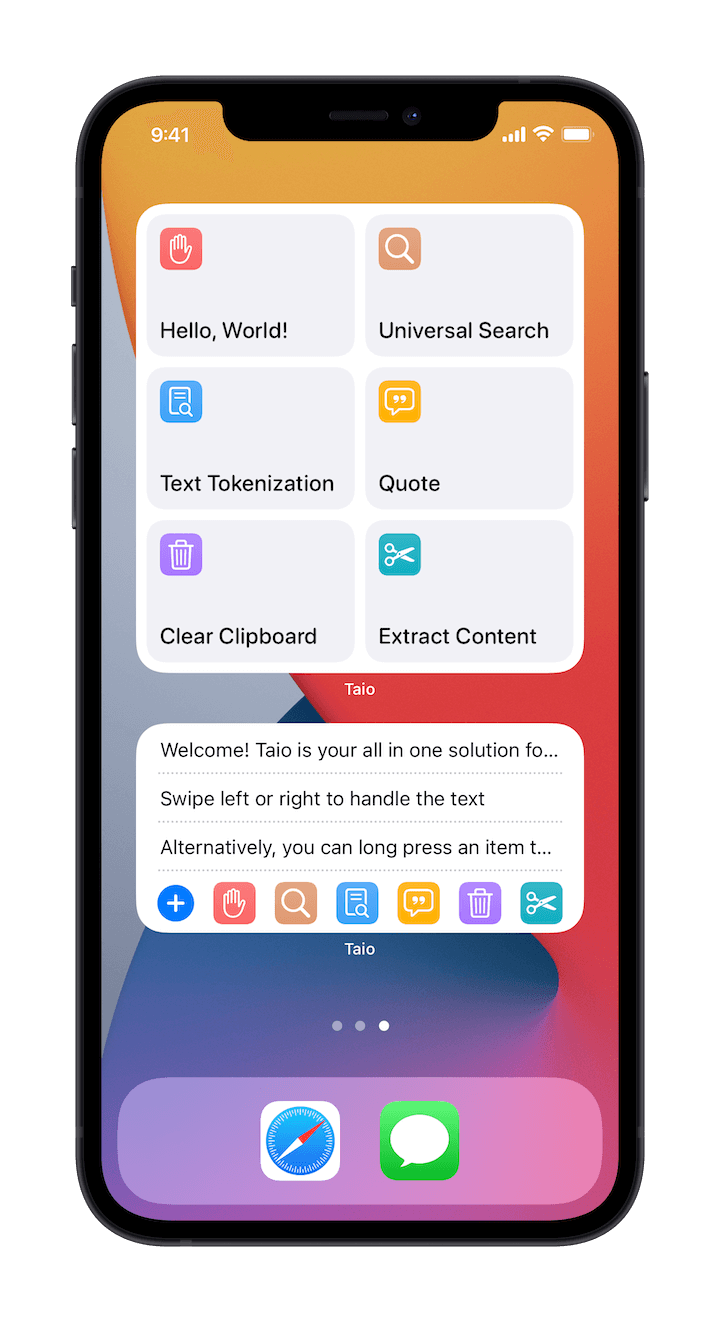 9:41
Hello, World!
Universal Search
Text Tokenization
Quote
Clear Clipboard
Extract Content
Taio
Welcome! Taio is your all in one solution fo...
Swipe left or right to handle the text
Alternatively, you can long press an item t...
Taio